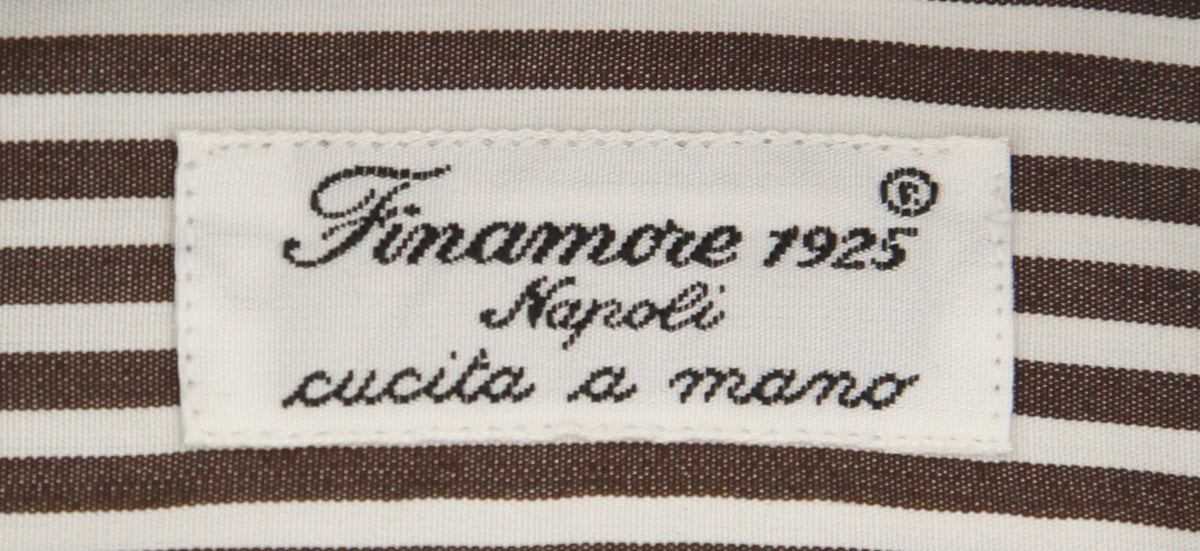 Finamore 1925®
Napoli
cucita a mano